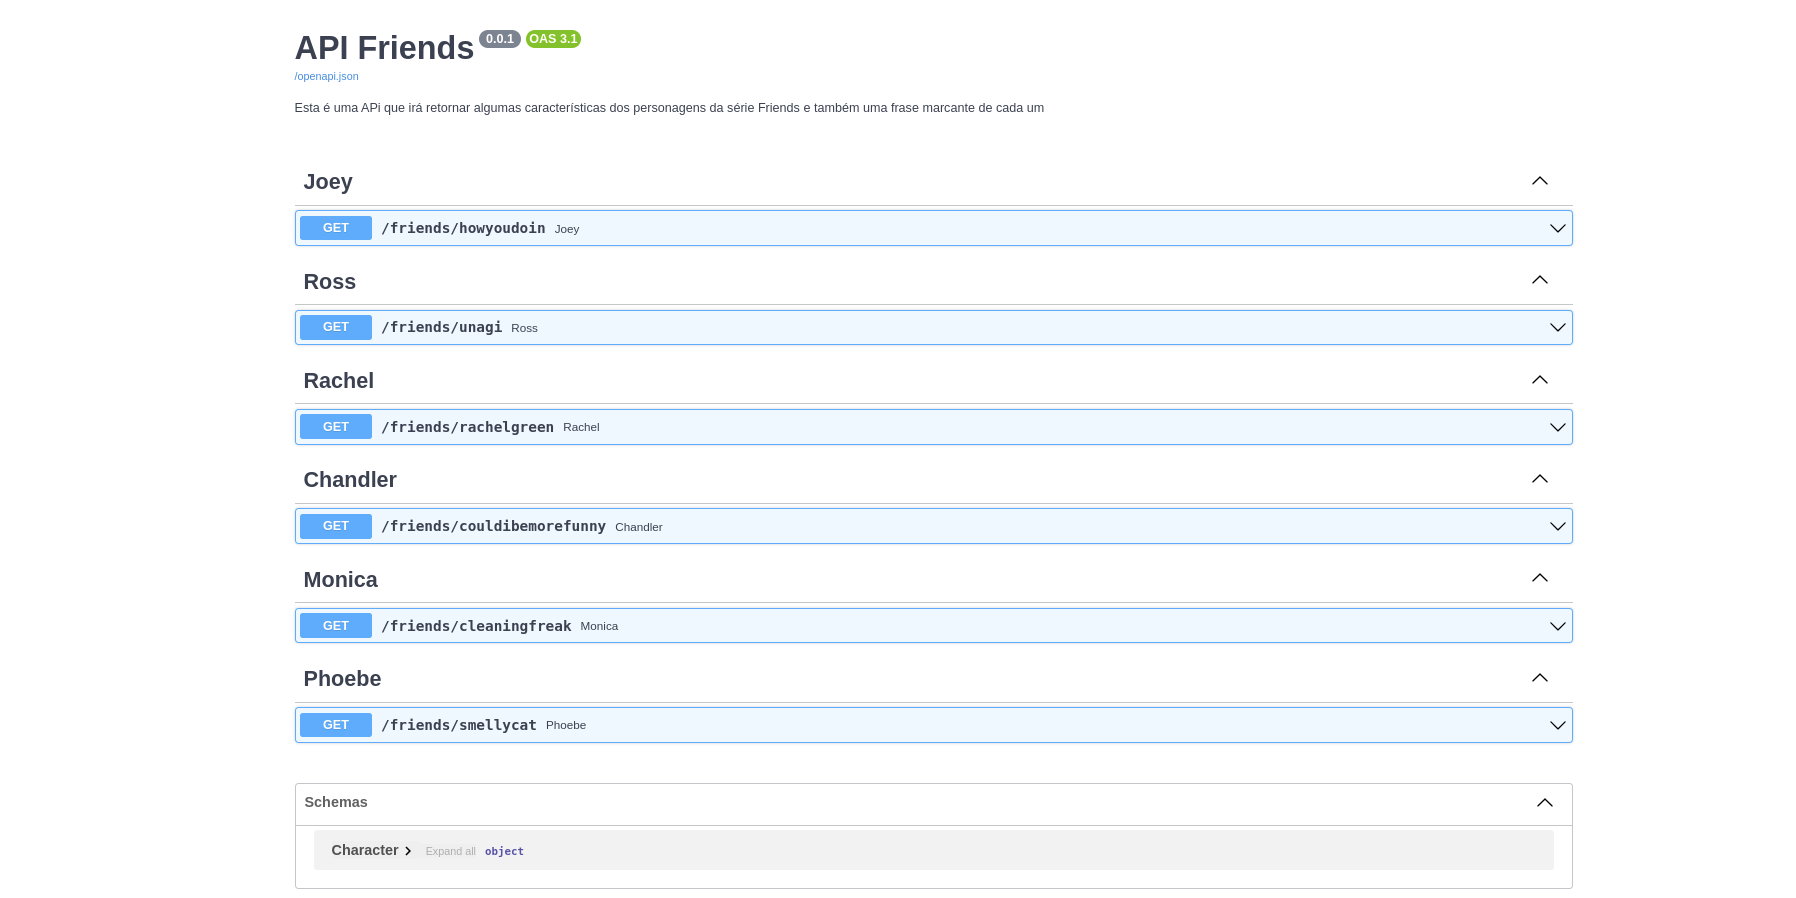 API Friends 0.0.1 OAS 3.1
/openapi.json
Esta é uma APi que irá retornar algumas características dos personagens da série Friends e também uma frase marcante de cada um
Joey
GET /friends/howyoudoin Joey
Ross
GET /friends/unagi Ross
Rachel
GET /friends/rachelgreen Rachel
Chandler
GET /friends/couldibemorefunny Chandler
Monica
GET /friends/cleaningfreak Monica
Phoebe
GET /friends/smellycat Phoebe
Schemas
Character Expand all object